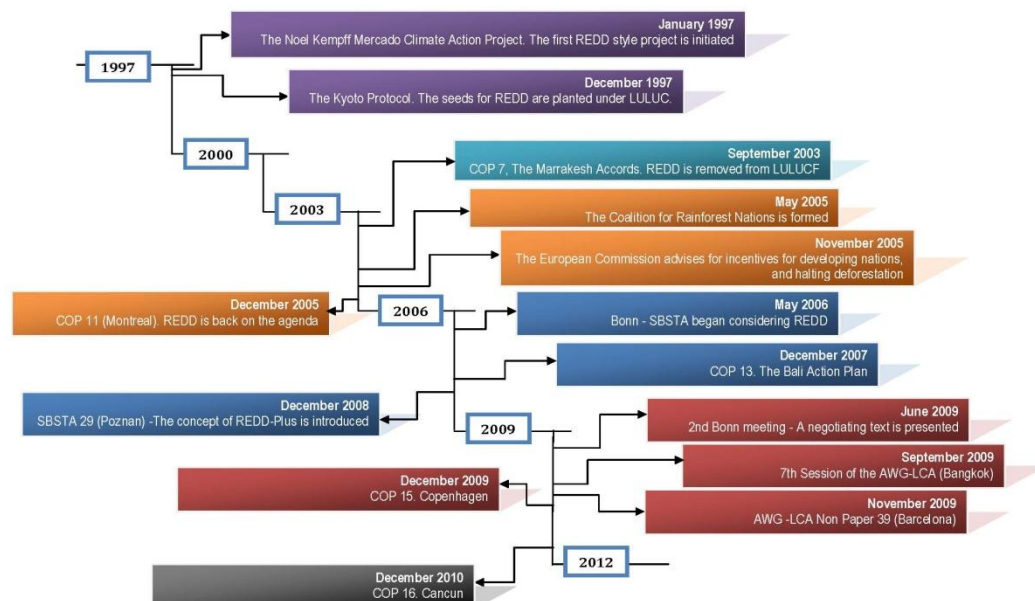 January 1997
The Noel Kempff Mercado Climate Action Project. The first REDD style project is initiated
1997
December 1997
The Kyoto Protocol. The seeds for REDD are planted under LULUC.
2000
September 2003
COP 7, The Marrakesh Accords. REDD is removed from LULUCF
2003
May 2005
The Coalition for Rainforest Nations is formed
November 2005
The European Commission advises for incentives for developing nations,
and halting deforestation
December 2005
COP 11 (Montreal). REDD is back on the agenda
2006
May 2006
Bonn - SBSTA began considering REDD
December 2007
COP 13. The Bali Action Plan
December 2008
SBSTA 29 (Poznan) -The concept of REDD-Plus is introduced
2009
June 2009
2nd Bonn meeting - A negotiating text is presented
September 2009
7th Session of the AWG-LCA (Bangkok)
December 2009
COP 15. Copenhagen
November 2009
AWG -LCA Non Paper 39 (Barcelona)
2012
December 2010
COP 16. Cancun